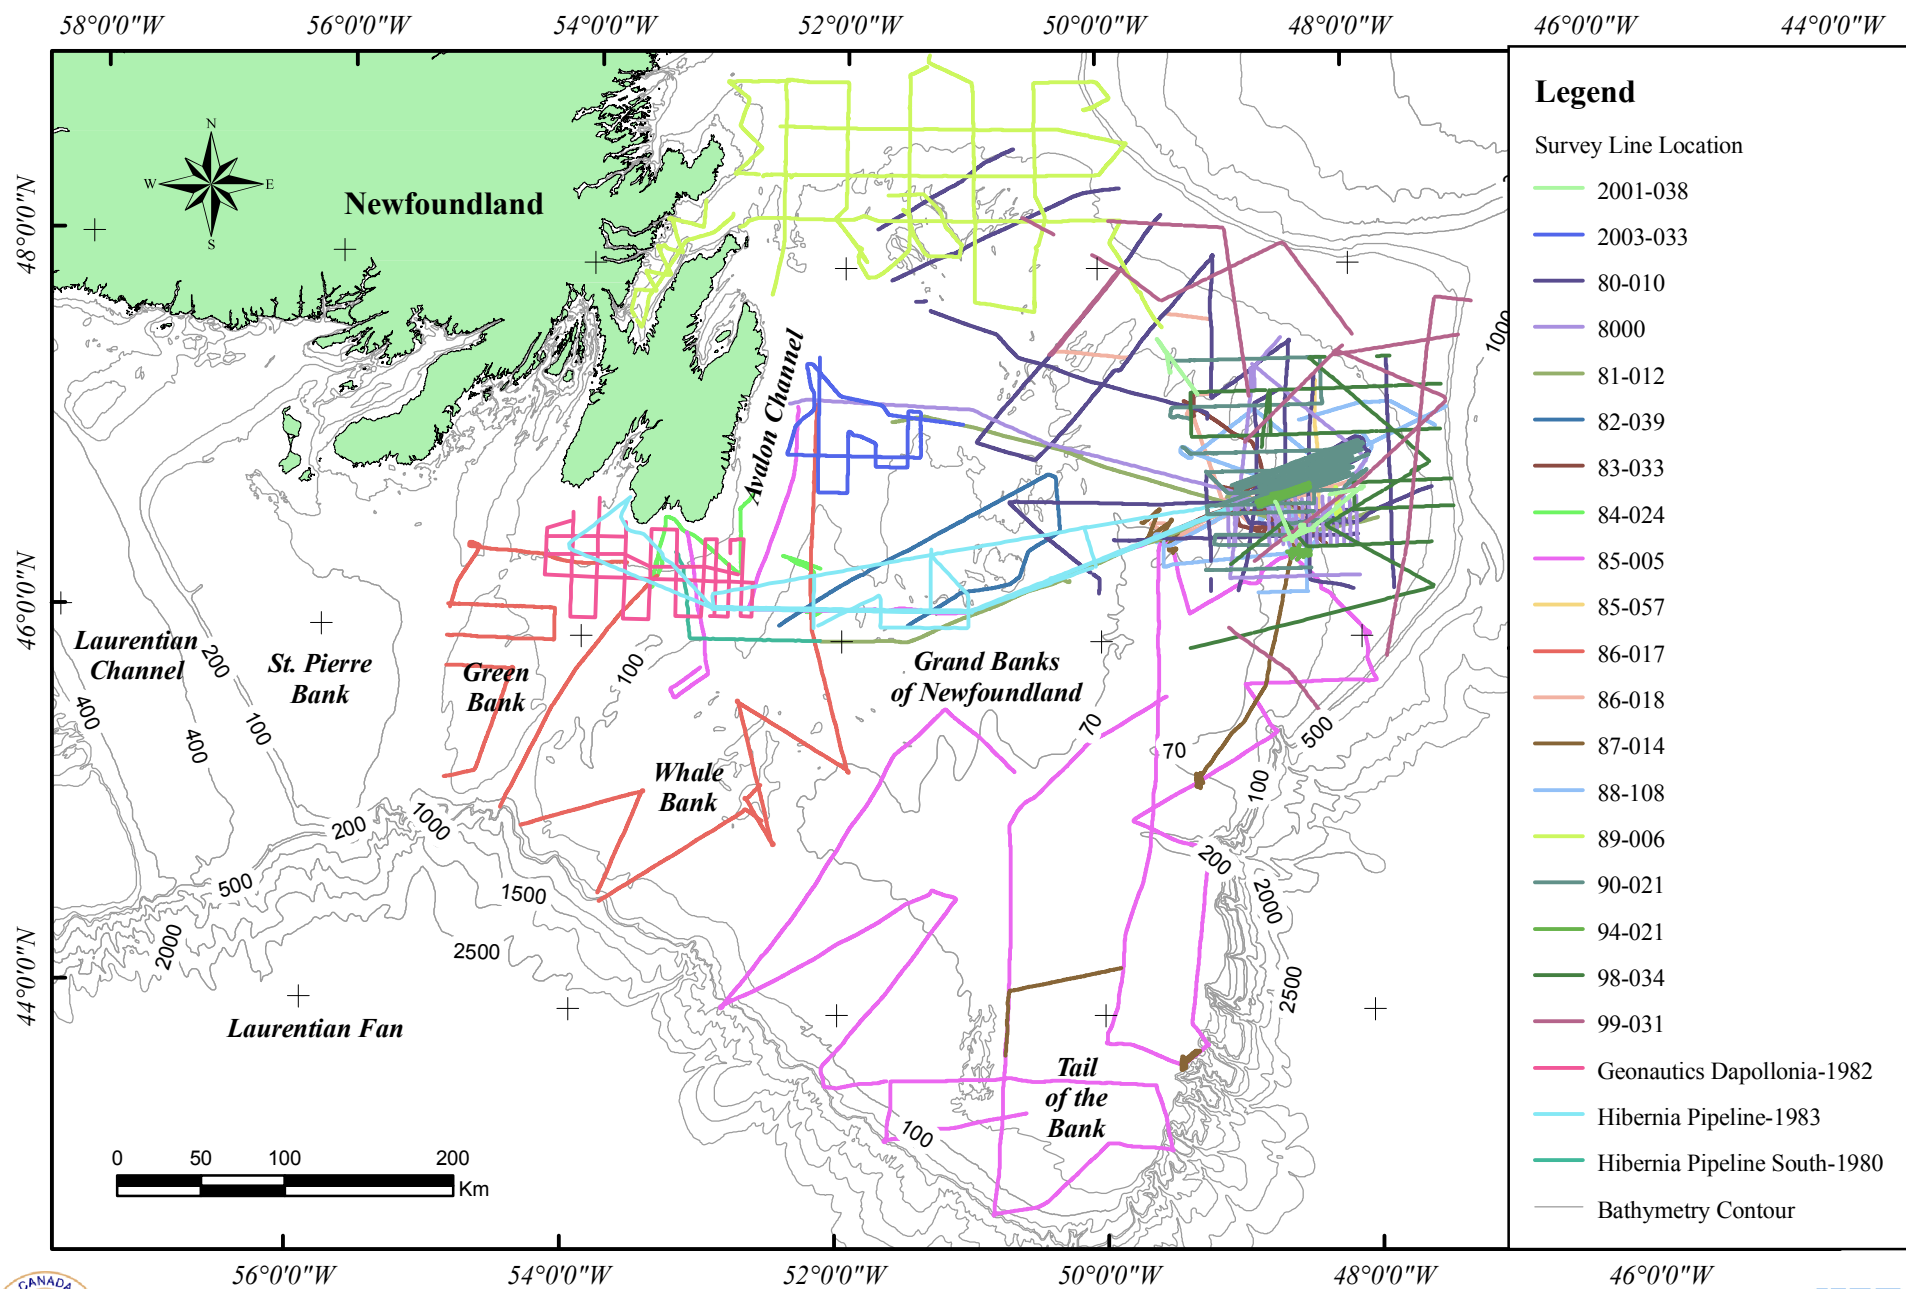 58°0'0"W 56°0'0"W 54°0'0"W 52°0'0"W 50°0'0"W 48°0'0"W 46°0'0"W 44°0'0"W
Legend
Survey Line Location
2001-038
2003-033
80-010
8000
81-012
82-039
83-033
84-024
85-005
85-057
86-017
86-018
87-014
88-108
89-006
90-021
94-021
98-034
99-031
Geonautics Dapollonia-1982
Hibernia Pipeline-1983
Hibernia Pipeline South-1980
Bathymetry Contour
N
W E
S
Newfoundland
48°0'0"N
1000
Avalon Channel
46°0'0"N
Laurentian
Channel
200
St. Pierre
Bank
Green
Bank
100
Grand Banks
of Newfoundland
400
400
100
70
70
500
Whale
Bank
100
200
1000
200
500
1500
2000
2000
2500
44°0'0"N
2500
Laurentian Fan
Tail
of the
Bank
100
0 50 100 200
Km
56°0'0"W 54°0'0"W 52°0'0"W 50°0'0"W 48°0'0"W 46°0'0"W
CANADA